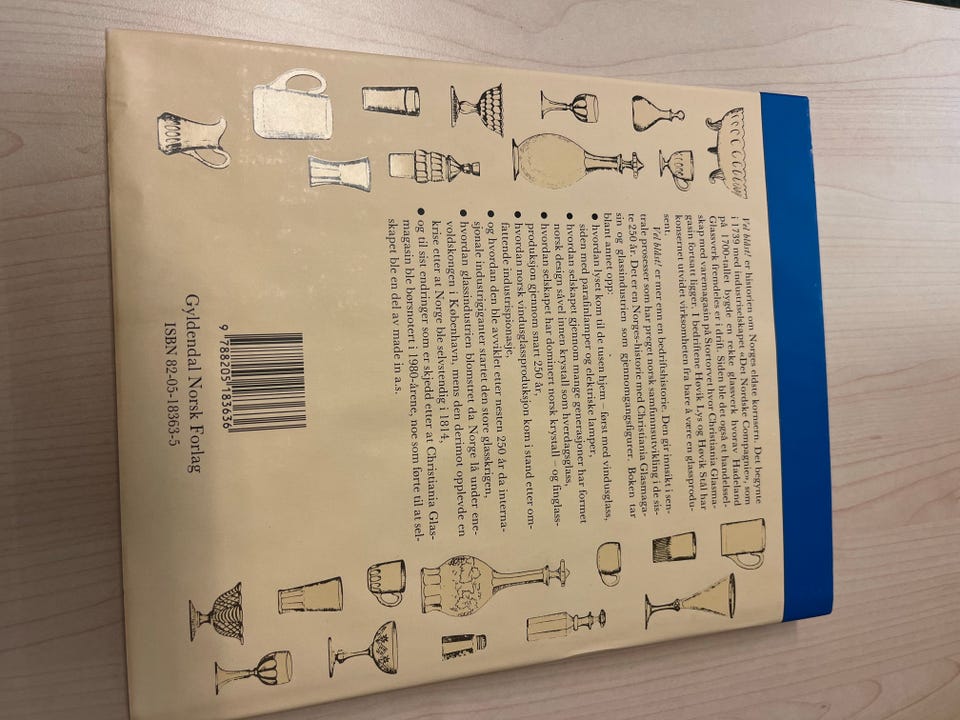 Vel blåst! er historien om Norges eldste konsern. Det begynte
i 1739 med industriselskapet «Det Nordske Compagnie», som
på 1700-tallet bygde en rekke glassverk hvorav Hadeland
Glassverk fremdeles er i drift. Siden ble det også et handelssel-
skap med varemagasin på Stortorvet hvor Christiania Glasma-
gasin fortsatt ligger. I bedriftene Høvik Lys og Høvik Stål har
konsernet utvidet virksomheten fra bare å være en glassprodu-
sent.
Vel blåst! er mer enn en bedriftshistorie. Den gir innsikt i sen-
trale prosesser som har preget norsk samfunnsutvikling i de sis-
te 250 år. Det er en Norges-historie med Christiania Glasmaga-
sin og glassindustrien som gjennomgangsfigurer. Boken tar
blant annet opp:
● hvordan lyset kom til de tusen hjem – først med vindusglass,
siden med parafinlamper og elektriske lamper,
● hvordan selskapet gjennom mange generasjoner har formet
norsk design såvel innen krystall som hverdagsglass,
● hvordan selskapet har dominert norsk krystall – og finglass-
produksjon gjennom snart 250 år,
● hvordan norsk vindusglassproduksjon kom i stand etter om-
fattende industrispionasje,
● og hvordan den ble avviklet etter nesten 250 år da interna-
sjonale industrigiganter startet den store glasskrigen,
● hvordan glassindustrien blomstret da Norge lå under ene-
voldskongen i København, mens den derimot opplevde en
krise etter at Norge ble selvstendig i 1814,
● og til sist endringer som er skjedd etter at Christiania Glas-
magasin ble børsnotert i 1980-årene, noe som førte til at sel-
skapet ble en del av made in a.s.
9 788205 183636
Gyldendal Norsk Forlag
ISBN 82-05-18363-5